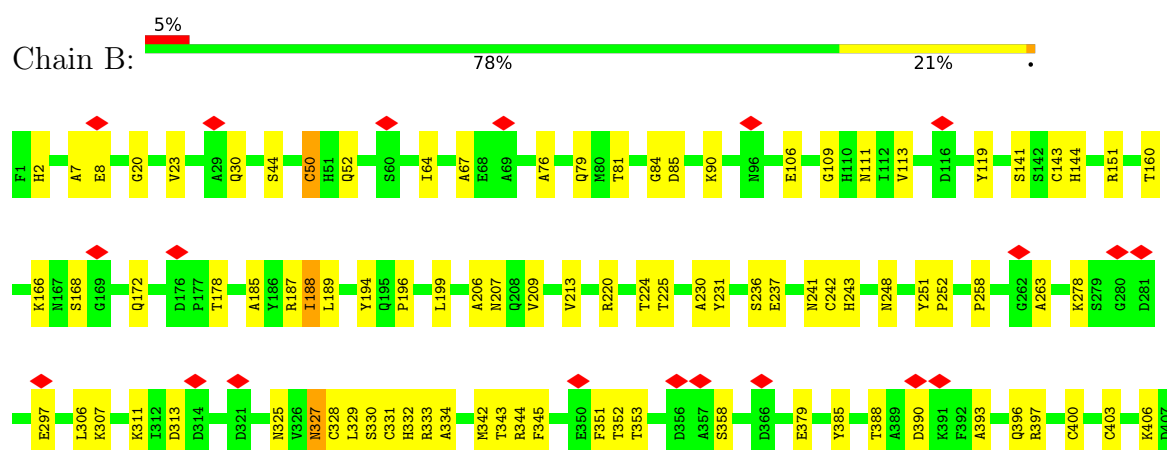 5%
Chain B:
78% 21% •
F1 H2 A7 E8 G20 V23 A29 Q30 S44 C50 H51 Q52 S60 I64 A67 E68 A69 A76 Q79 M80 T81 G84 D85 K90 N96 E106 G109 H110 N111 I112 V113 D116 Y119 S141 S142 C143 H144 R151 T160
K166 N167 S168 G169 Q172 D176 P177 T178 A185 Y186 R187 I188 L189 Y194 Q195 P196 L199 A206 N207 Q208 V209 V213 R220 T224 T225 A230 Y231 S236 E237 N241 C242 H243 N248 Y251 P252 P258 G262 A263 K278 S279 G280 D281
E297 L306 K307 K311 I312 D313 D314 D321 N325 V326 N327 C328 L329 S330 C331 H332 R333 A334 M342 T343 R344 F345 E350 F351 T352 T353 D356 A357 S358 D366 E379 Y385 T388 A389 D390 K391 F392 A393 Q396 R397 C400 C403 K406 D407